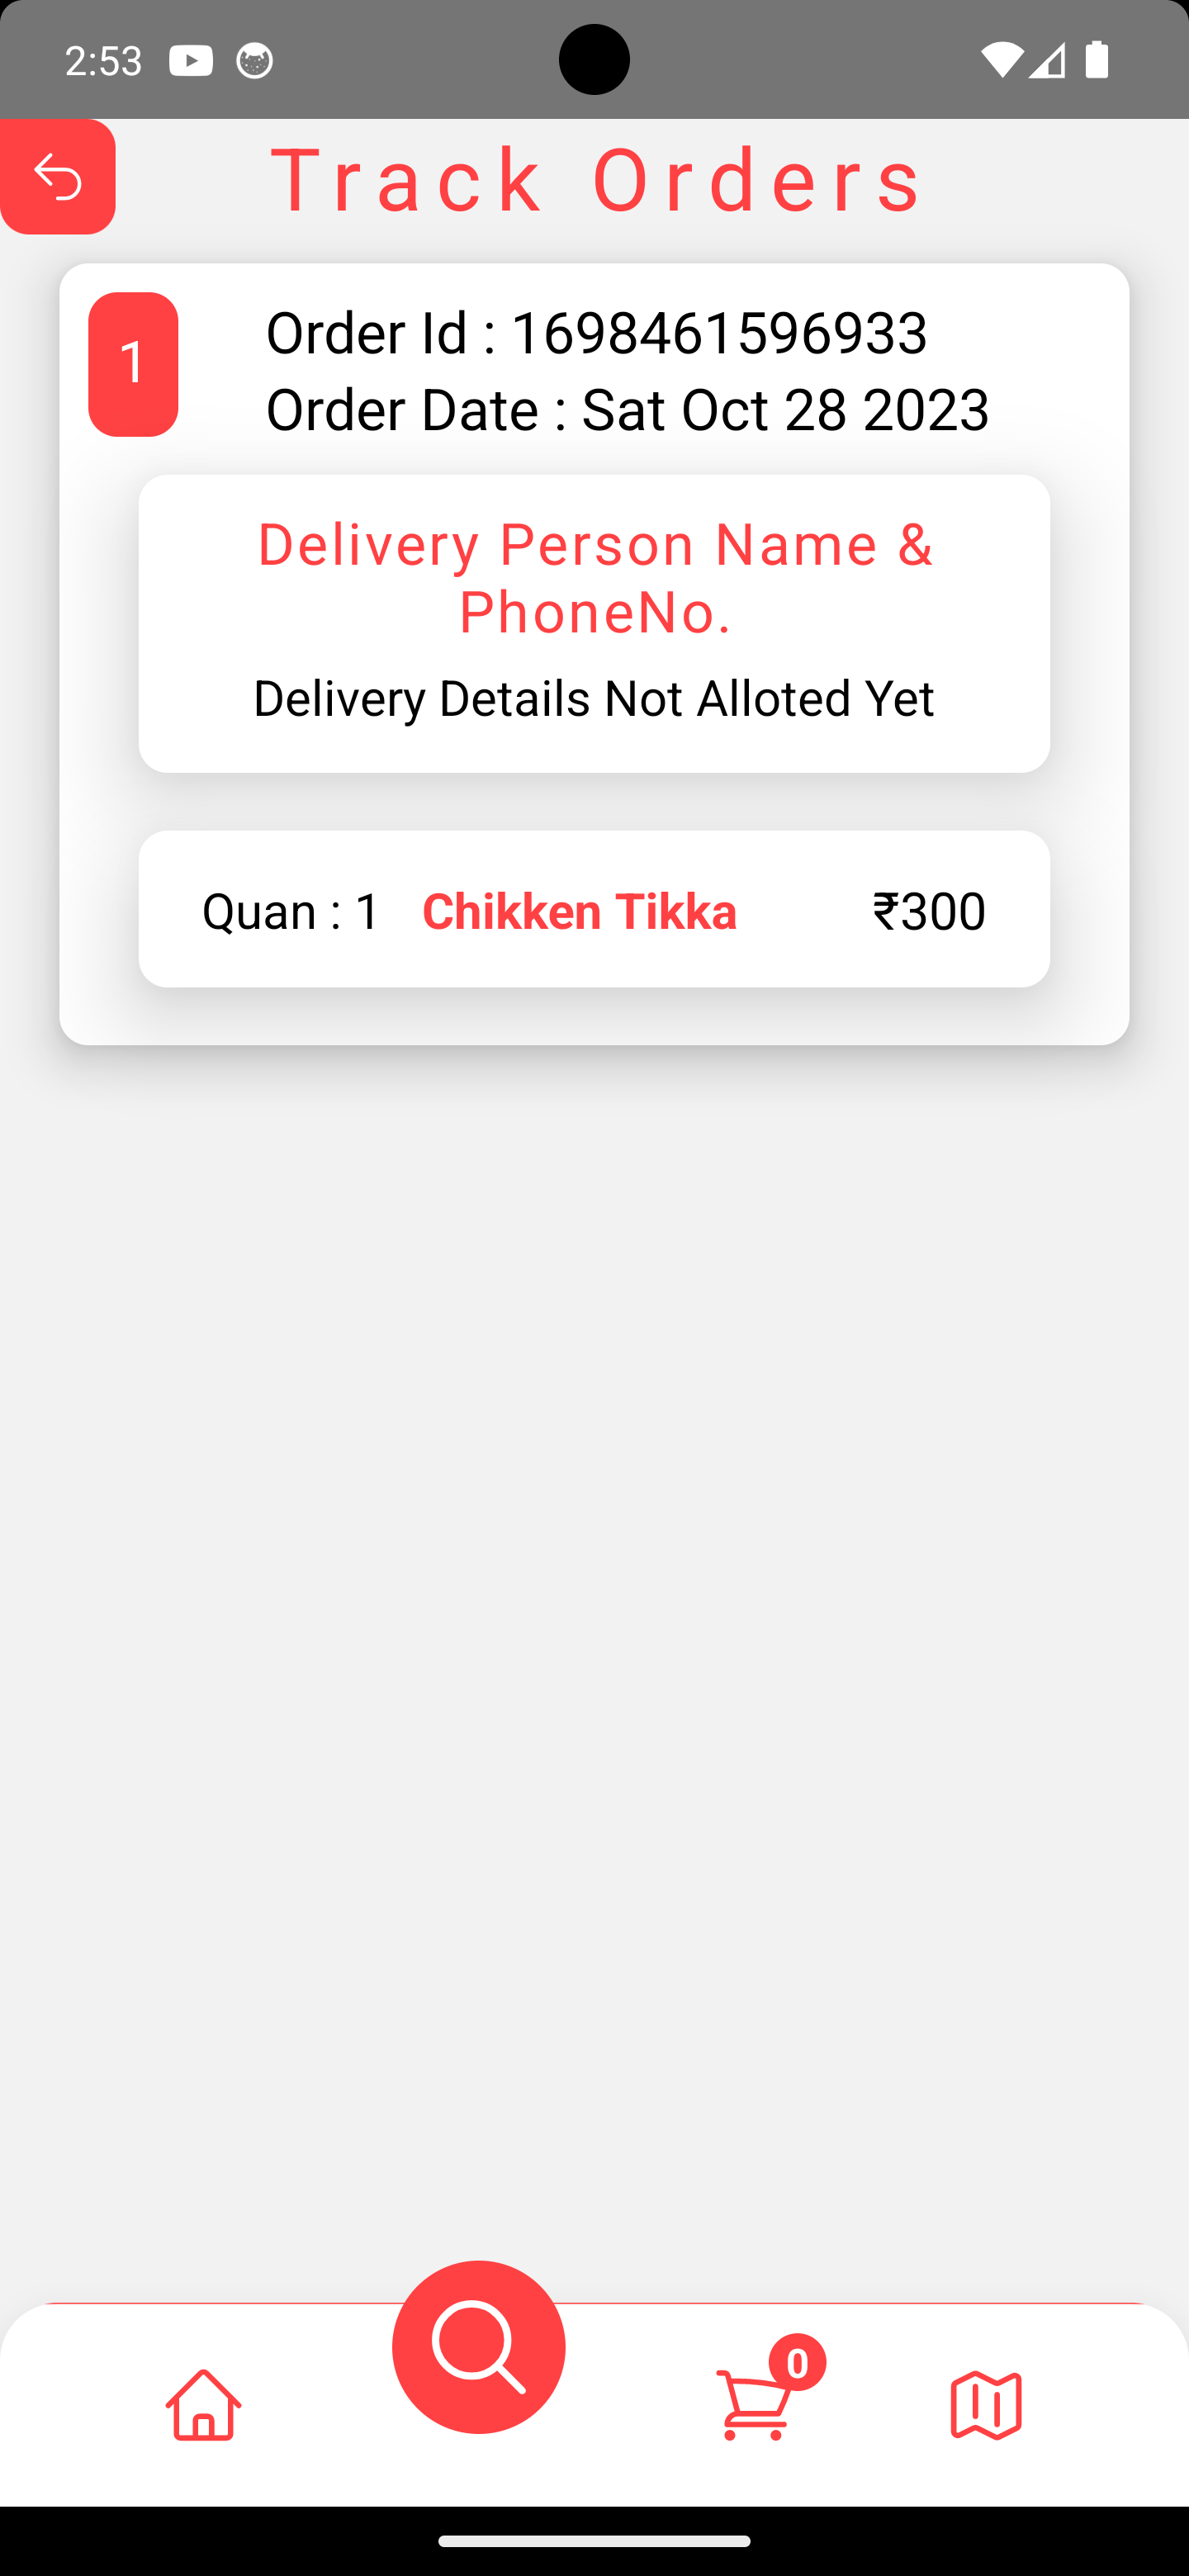 2:53
Track Orders
1
Order Id : 1698461596933
Order Date : Sat Oct 28 2023
Delivery Person Name &
PhoneNo.
Delivery Details Not Alloted Yet
Quan : 1 Chikken Tikka ₹300
0